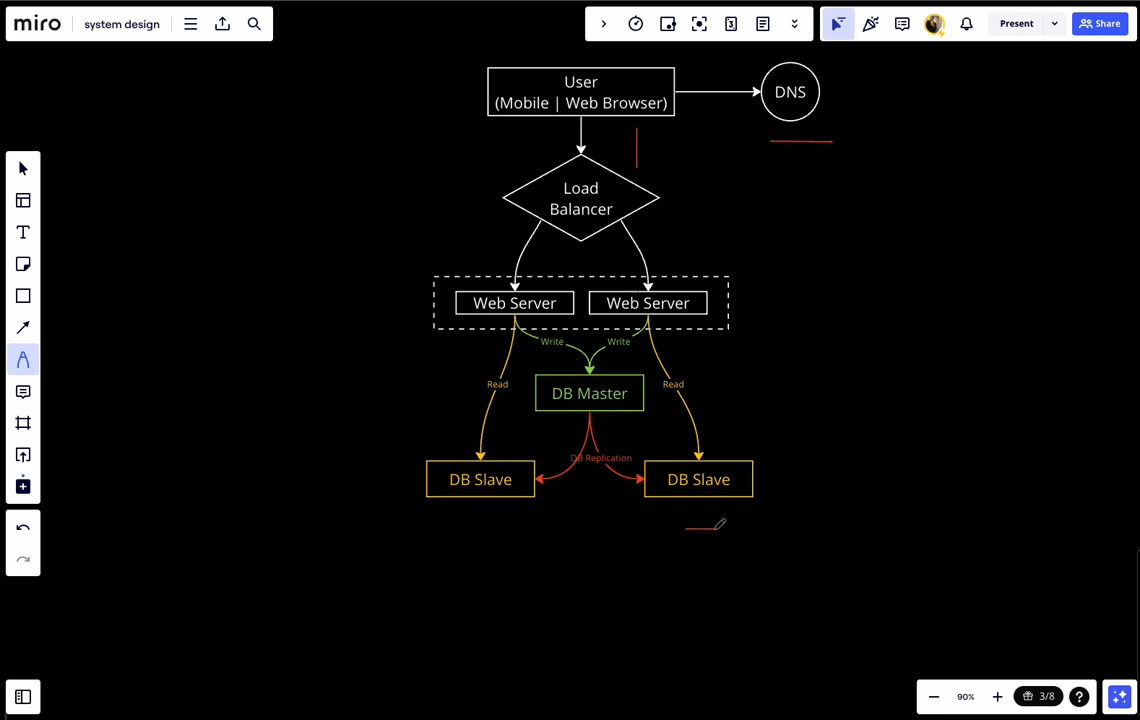 miro
system design
3
Present
Share
User
(Mobile | Web Browser)
DNS
Load
Balancer
Web Server
Web Server
Write
Write
Read
DB Master
Read
DB Replication
DB Slave
DB Slave
90%
3/8
?